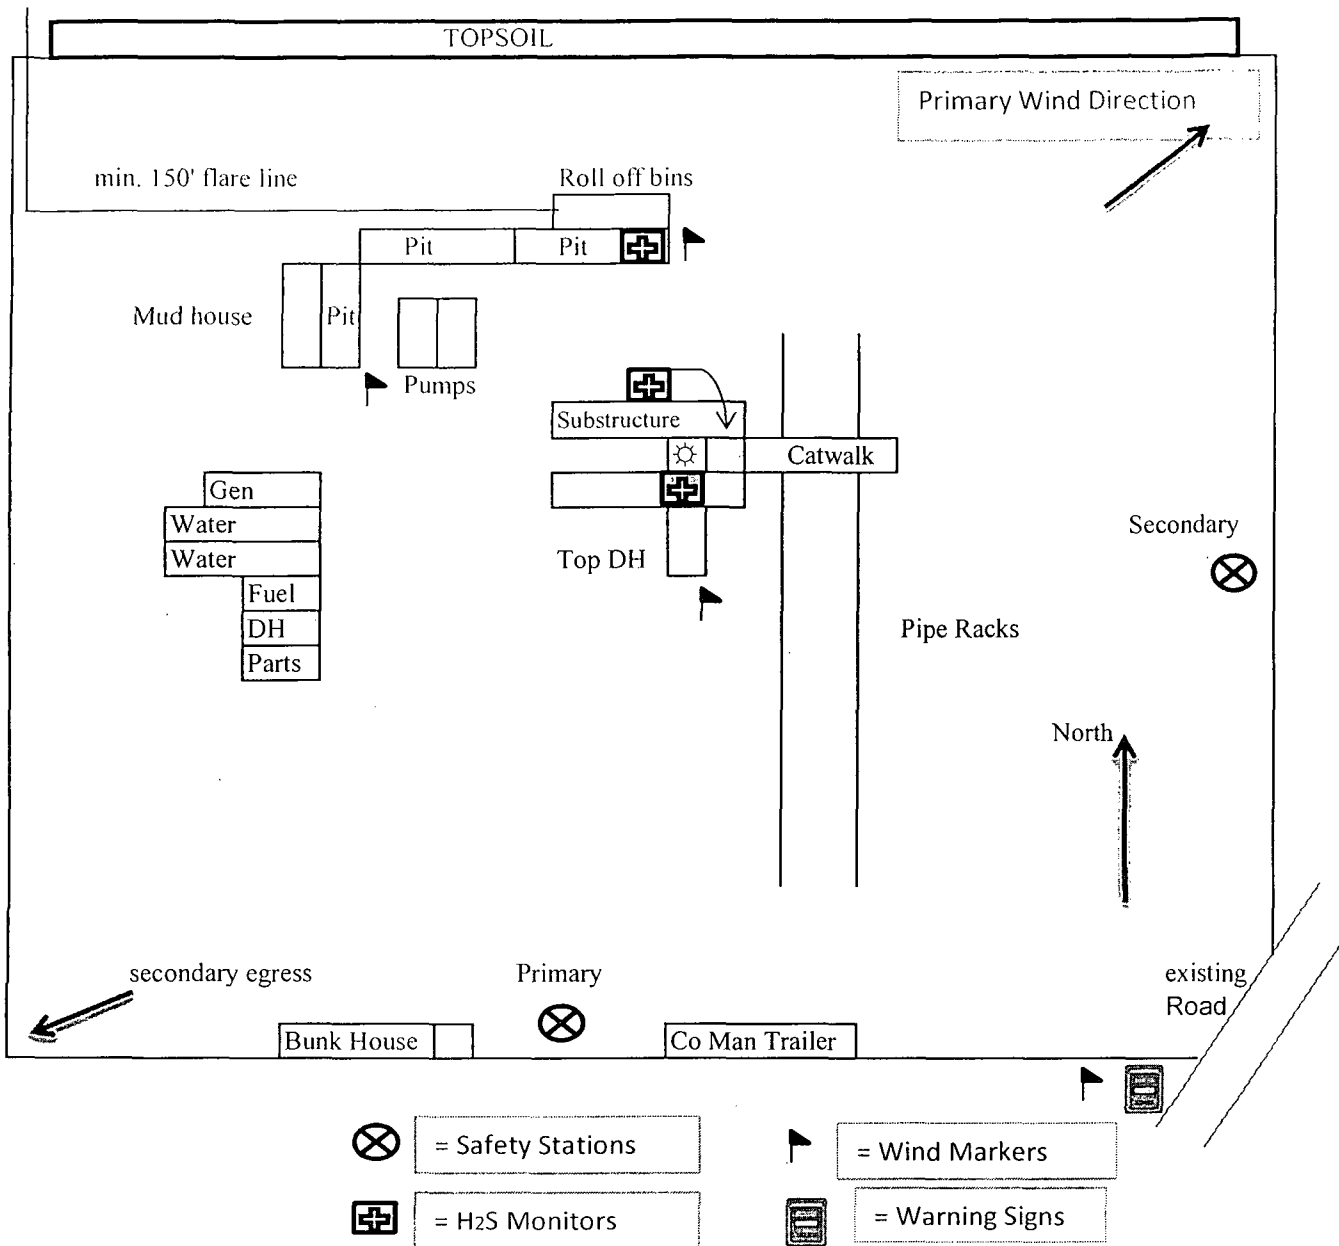 TOPSOIL
Primary Wind Direction
min. 150' flare line
Roll off bins
Pit
Pit
Mud house
Pit
Pumps
Substructure
Catwalk
Gen
Water
Water
Fuel
DH
Parts
Top DH
Secondary
Pipe Racks
North
secondary egress
Primary
existing
Road
Bunk House
Co Man Trailer
= Safety Stations
= Wind Markers
= H2S Monitors
= Warning Signs